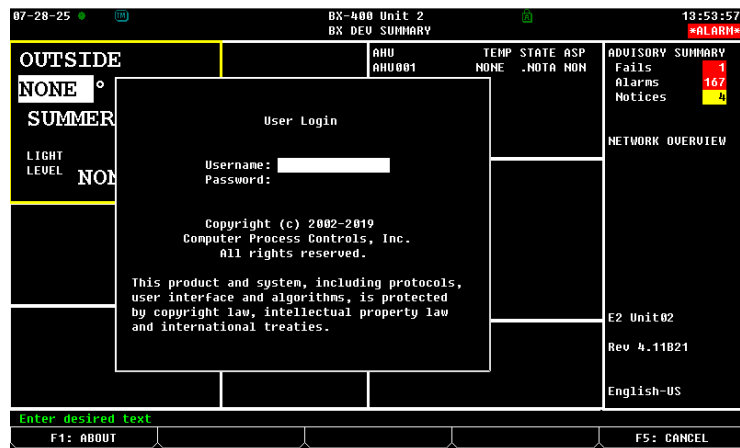 07-28-25
TM
BX-400 Unit 2
A
13:53:57
BX DEV SUMMARY
*ALARM*
OUTSIDE
NONE °
SUMMER
LIGHT
LEVEL
AHU TEMP STATE ASP
AHU001 NONE .NOTA NON
ADVISORY SUMMARY
Fails 1
Alarms 167
Notices 4
NETWORK OVERVIEW
User Login
Username:
Password:
Copyright (c) 2002-2019
Computer Process Controls, Inc.
All rights reserved.
This product and system, including protocols,
user interface and algorithms, is protected
by copyright law, intellectual property law
and international treaties.
E2 Unit02
Rev 4.11B21
English-US
Enter desired text
F1: ABOUT
F5: CANCEL